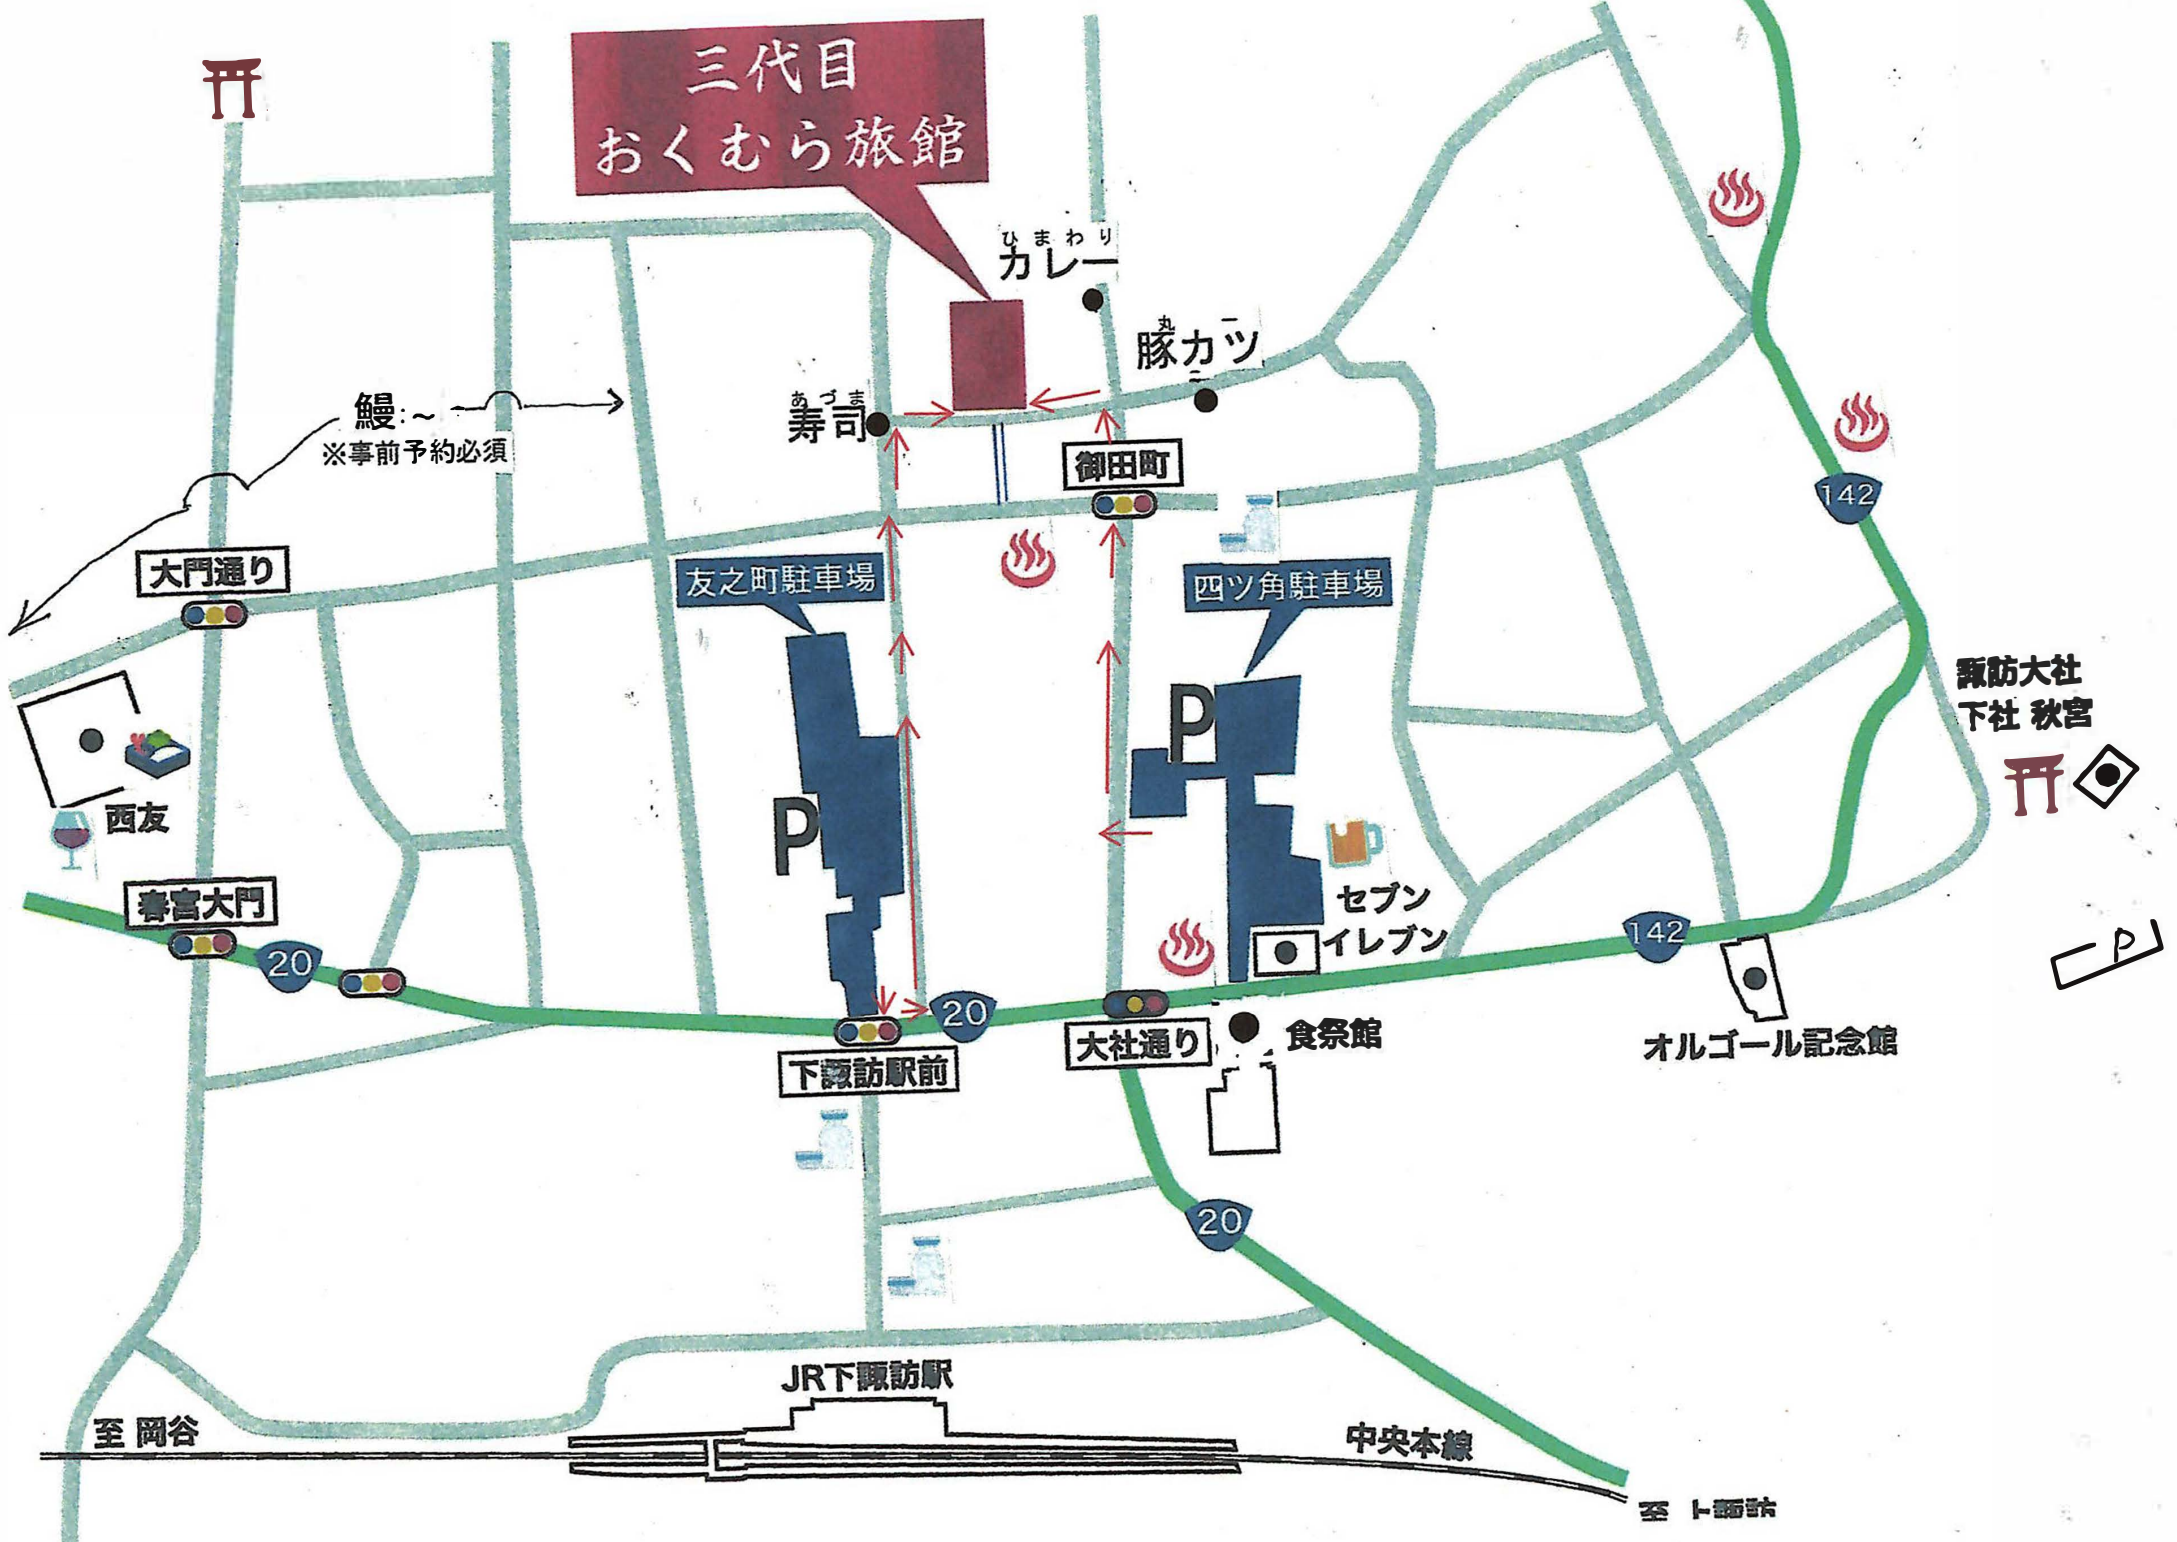 三代目
おくむら旅館
ひまわり
カレー
丸一
豚カツ
あづま
寿司
鰻:~
※事前予約必須
御田町
142
大門通り
友之町駐車場
四ツ角駐車場
諏訪大社
下社 秋宮
P
P
西友
セブン
イレブン
春宮大門
20
142
P
20
大社通り
食祭館
オルゴール記念館
下諏訪駅前
20
JR下諏訪駅
至 岡谷
中央本線
至 上諏訪